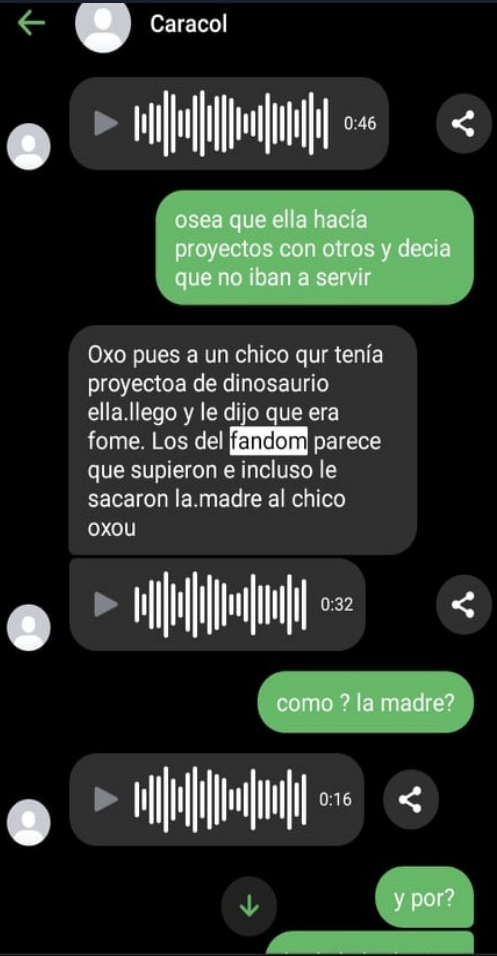 Caracol
0:46
osea que ella hacía
proyectos con otros y decia
que no iban a servir
Oxo pues a un chico qur tenía
proyectoa de dinosaurio
ella.llego y le dijo que era
fome. Los del fandom parece
que supieron e incluso le
sacaron la.madre al chico
oxou
0:32
como ? la madre?
0:16
y por?